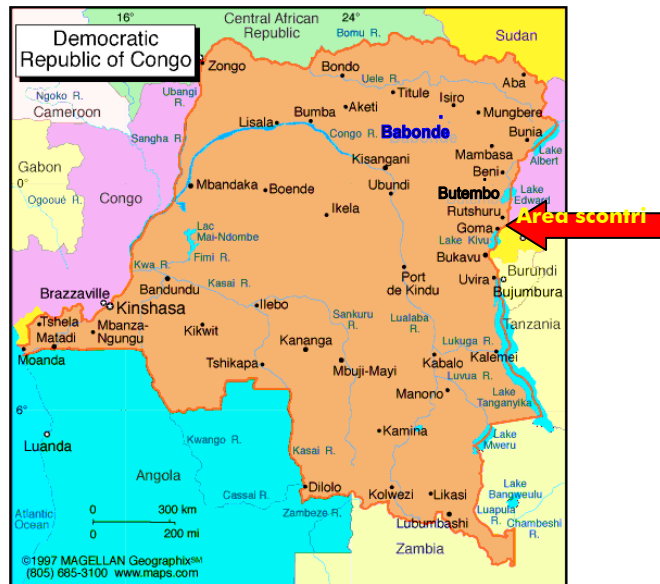 16°
24°
Central African
Republic
Bomu R.
Sudan
Democratic
Republic of Congo
Zongo
Bondo
Uele R.
Aba
Ngoko R.
Ubangi
R.
Titule
Isiro
Cameroon
Aketi
Bumba
Lisala
Mungbere
Sangha R.
Congo R.
Babonde
Bunia
Kisangani
Mambasa
Lake
Albert
Gabon
Beni
0°
Mbandaka
Boende
Ubundi
Butembo
Lake
Edward
Congo
Ogooué R.
Ikela
Rutshuru
Area scontri
Goma
Lac
Mai-Ndombe
Lake Kivu
Fimi R.
Bukavu
Kwa R.
Kasai R.
Port
de Kindu
Uvira
Burundi
Bandundu
Bujumbura
Brazzaville
Kinshasa
Ilebo
Sankuru
R.
Lualaba
R.
Tanzania
Tshela
Mbanza-
Ngungu
Kikwit
Matadi
Kananga
Lukuga R.
Kalemei
Moanda
Tshikapa
Mbuji-Mayi
Kabalo
Luvua R.
Manono
Lake
Tanganyika
6°
Kamina
Luanda
Kwango R.
Kasai R.
Lake
Mweru
Angola
Cassai R.
Dilolo
Kolwezi
Likasi
Lake
Bangweulu
0 300 km
0 200 mi
Zambeze R.
Luapula
R.
Chambeshi
R.
Atlantic
Ocean
Lubumbashi
Zambia
©1997 MAGELLAN Geographix℠
(805) 685-3100 www.maps.com